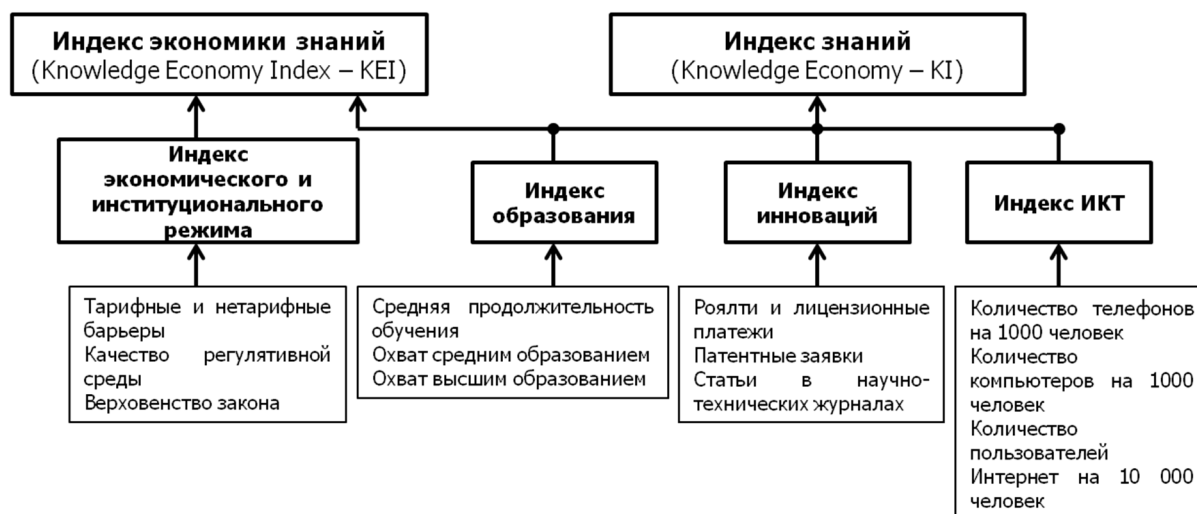 Индекс экономики знаний
(Knowledge Economy Index – KEI)
Индекс знаний
(Knowledge Economy – KI)
Индекс
экономического и
институционального
режима
Индекс
образования
Индекс
инноваций
Индекс ИКТ
Тарифные и нетарифные
барьеры
Качество регулятивной
среды
Верховенство закона
Средняя продолжительность
обучения
Охват средним образованием
Охват высшим образованием
Роялти и лицензионные
платежи
Патентные заявки
Статьи в научно-
технических журналах
Количество телефонов
на 1000 человек
Количество
компьютеров на 1000
человек
Количество
пользователей
Интернет на 10 000
человек